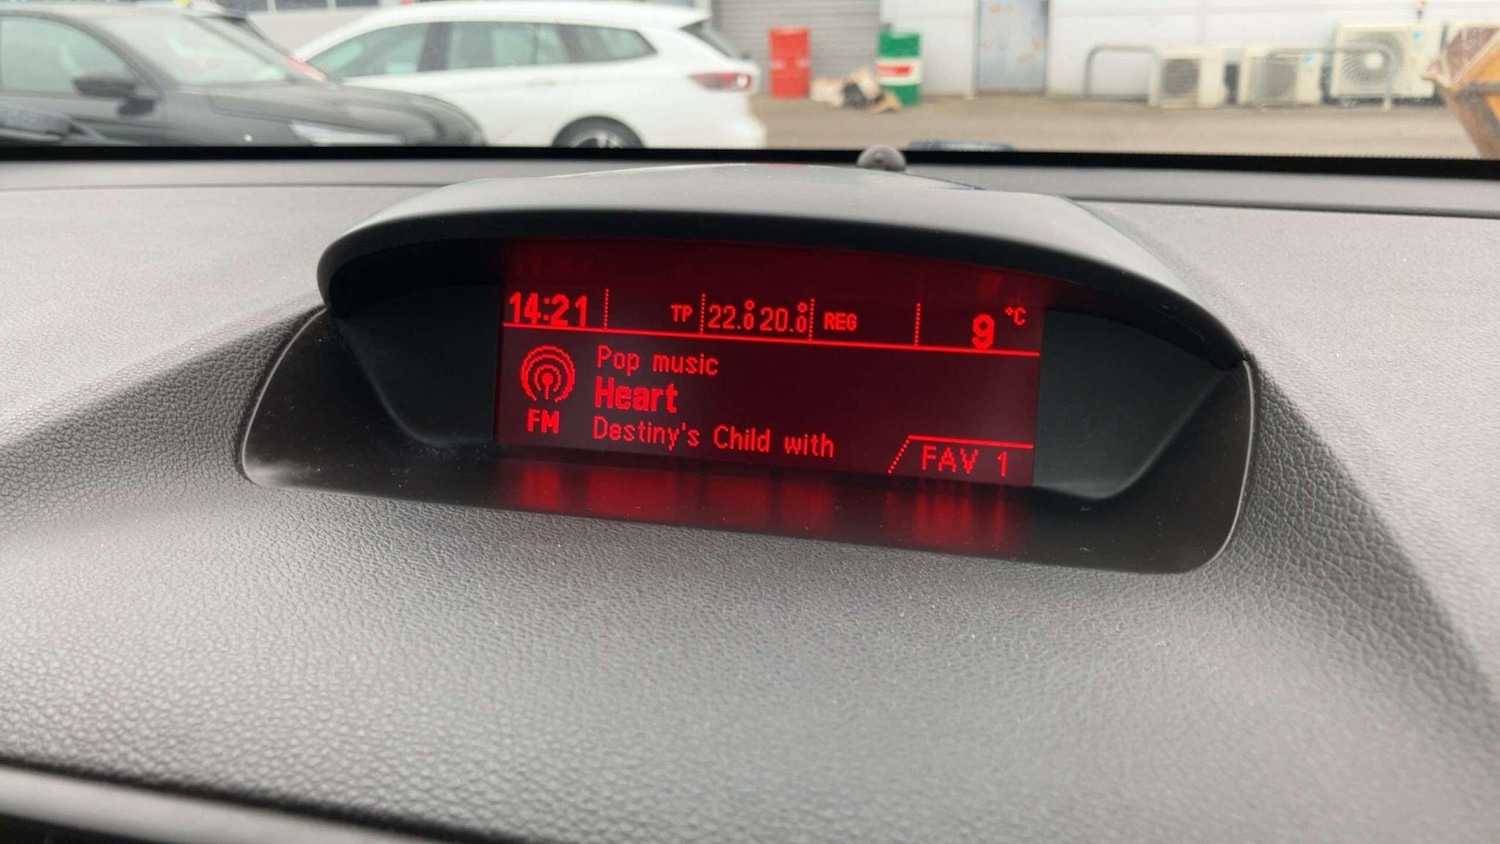 14:21 TP 22.0° 20.0° REG 9 °C
Pop music
Heart
FM
Destiny's Child with
FAV 1